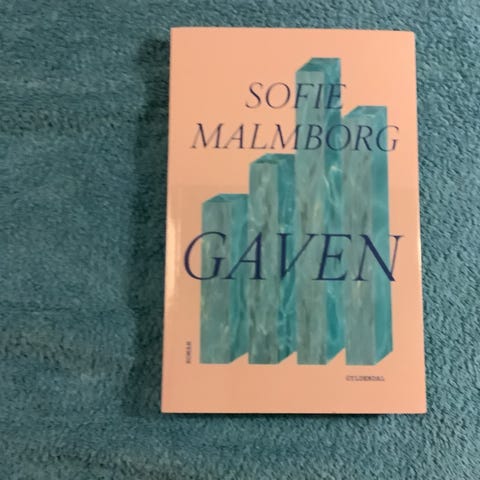 SOFIE
MALMBORG
GAVEN
ROMAN
GYLDENDAL